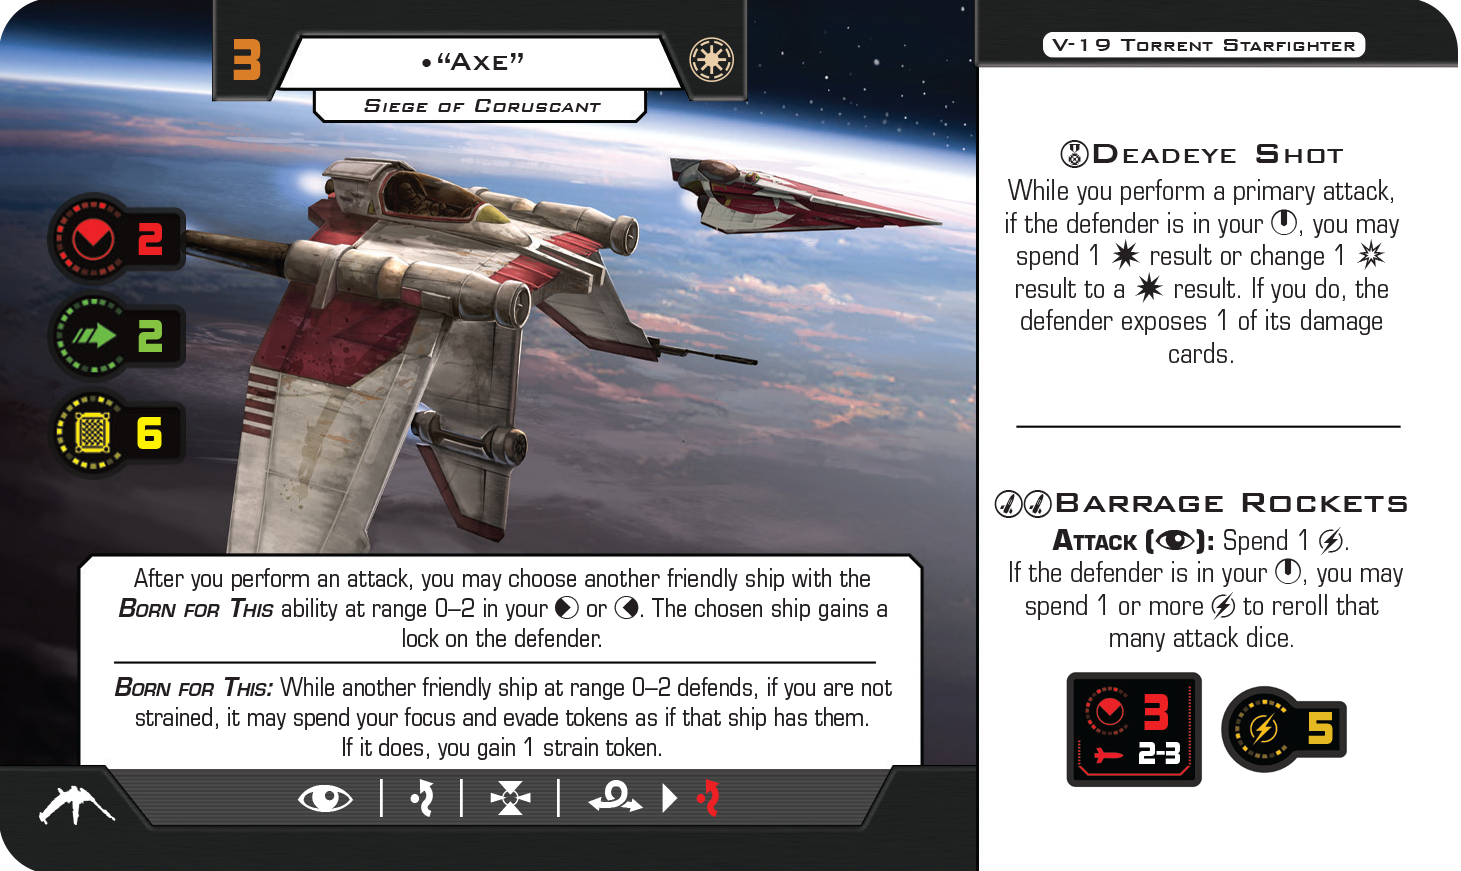 3
•“Axe”
Siege of Coruscant
V-19 Torrent Starfighter
2
2
6
After you perform an attack, you may choose another friendly ship with the
Born for This ability at range 0–2 in your or . The chosen ship gains a
lock on the defender.
Born for This: While another friendly ship at range 0–2 defends, if you are not
strained, it may spend your focus and evade tokens as if that ship has them.
If it does, you gain 1 strain token.
Deadeye Shot
While you perform a primary attack,
if the defender is in your , you may
spend 1 result or change 1
result to a result. If you do, the
defender exposes 1 of its damage
cards.
Barrage Rockets
Attack ( ): Spend 1 .
If the defender is in your , you may
spend 1 or more to reroll that
many attack dice.
3
2-3
5